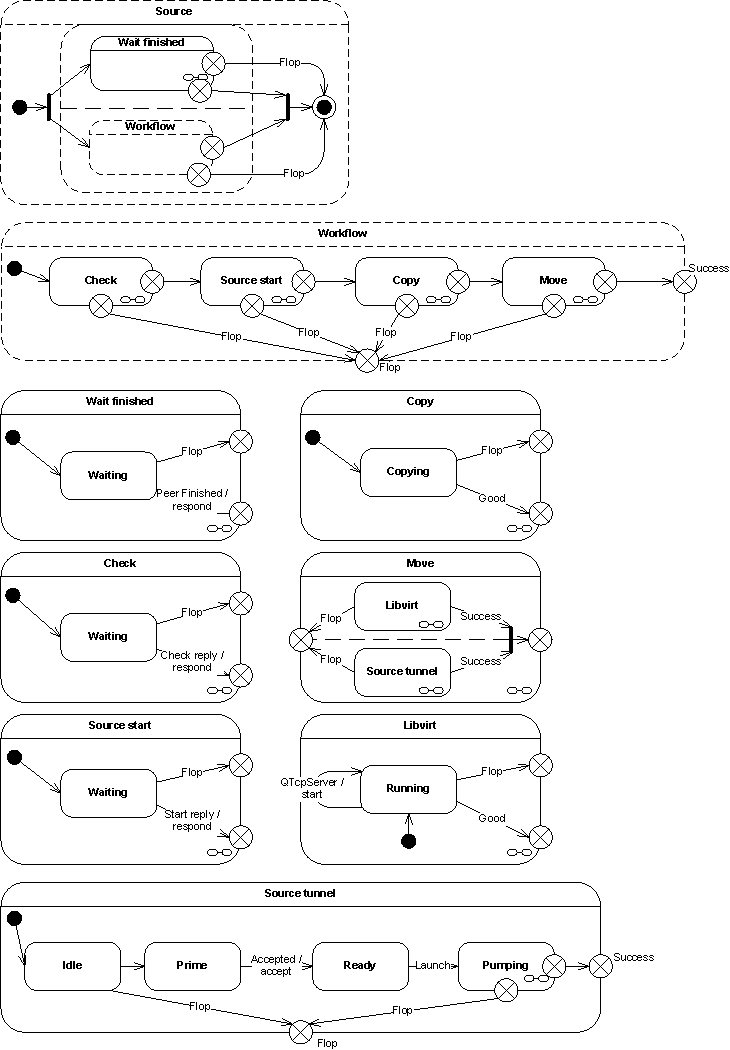 Source
Wait finished
Flop
Workflow
Flop
Workflow
Success
Check
Source start
Copy
Move
Flop
Flop
Flop
Flop
Flop
Wait finished
Waiting
Flop
Peer Finished /
respond
Copy
Copying
Flop
Good
Check
Waiting
Flop
Check reply /
respond
Move
Libvirt
Flop
Success
Flop
Source tunnel
Success
Source start
Waiting
Flop
Start reply /
respond
Libvirt
QTcpServer /
start
Running
Flop
Good
Source tunnel
Idle
Prime
Accepted /
accept
Ready
Launch
Pumping
Success
Flop
Flop
Flop